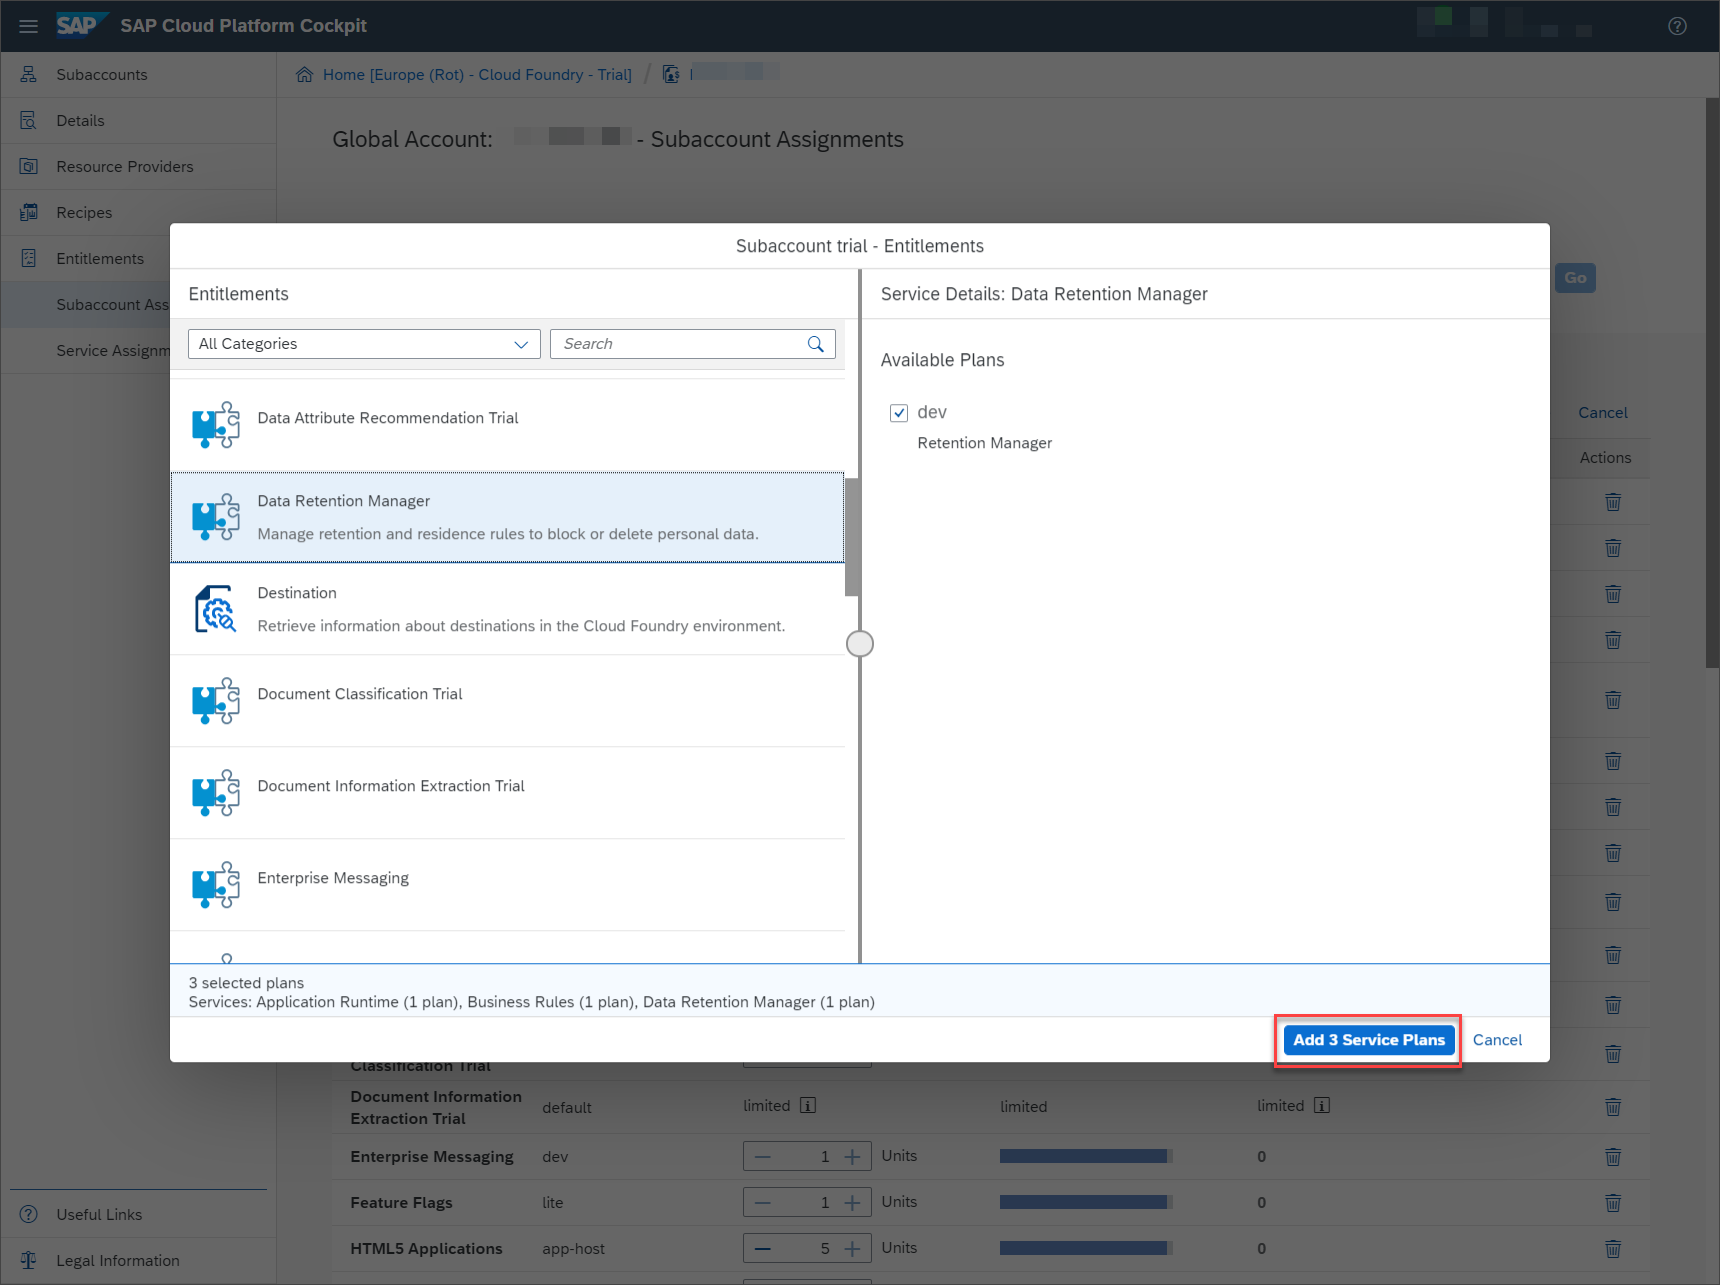 SAP SAP Cloud Platform Cockpit
Subaccounts
Home [Europe (Rot) - Cloud Foundry - Trial] /
Details
Global Account: - Subaccount Assignments
Resource Providers
Recipes
Entitlements
Subaccount Ass
Service Assignm
Go
Cancel
Actions
Subaccount trial - Entitlements
Entitlements
All Categories
Search
Data Attribute Recommendation Trial
Data Retention Manager
Manage retention and residence rules to block or delete personal data.
Destination
Retrieve information about destinations in the Cloud Foundry environment.
Document Classification Trial
Document Information Extraction Trial
Enterprise Messaging
Service Details: Data Retention Manager
Available Plans
dev
Retention Manager
3 selected plans
Services: Application Runtime (1 plan), Business Rules (1 plan), Data Retention Manager (1 plan)
Add 3 Service Plans
Cancel
Classification Trial
Document Information
Extraction Trial
default
limited
limited
limited
Enterprise Messaging dev 1 Units 0
Feature Flags lite 1 Units 0
HTML5 Applications app-host 5 Units 0
Useful Links
Legal Information